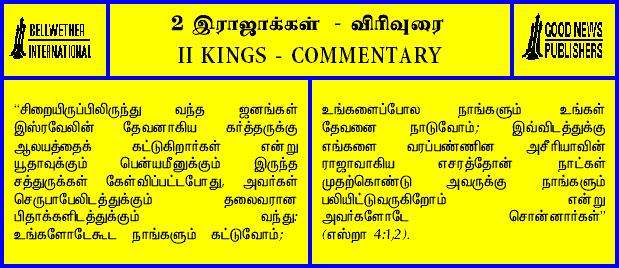 BELLWETHER
INTERNATIONAL
2 இராஜாக்கள் - விரிவுரை
II KINGS - COMMENTARY
GOOD NEWS
PUBLISHERS
“சிறையிருப்பிலிருந்து வந்த ஜனங்கள்
இஸ்ரவேலின் தேவனாகிய கர்த்தருக்கு
ஆலயத்தைக் கட்டுகிறார்கள் என்று
யூதாவுக்கும் பென்யமீனுக்கும் இருந்த
சத்துருக்கள் கேள்விப்பட்டபோது, அவர்கள்
செருபாபேலிடத்துக்கும் தலைவரான
பிதாக்களிடத்துக்கும் வந்து:
உங்களோடேகூட நாங்களும் கட்டுவோம்;
உங்களைப்போல நாங்களும் உங்கள்
தேவனை நாடுவோம்; இவ்விடத்துக்கு
எங்களை வரப்பண்ணின அசீரியாவின்
ராஜாவாகிய எசரத்தோன் நாட்கள்
முதற்கொண்டு அவருக்கு நாங்களும்
பலியிட்டுவருகிறோம் என்று
அவர்களோடே சொன்னார்கள்”
(எஸ்றா 4:1,2).